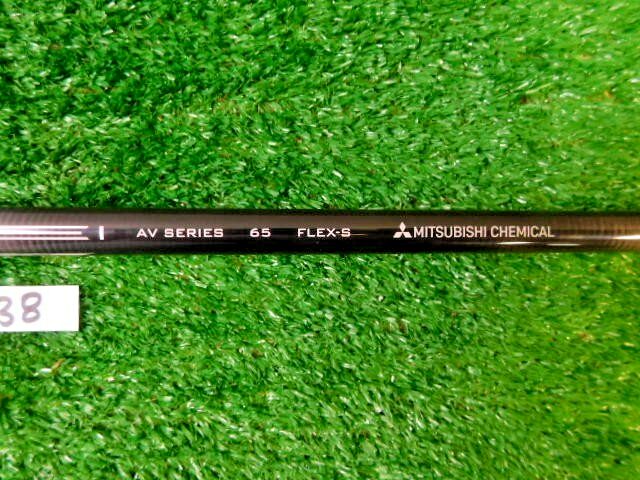 AV SERIES 65 FLEX-S MITSUBISHI CHEMICAL
38